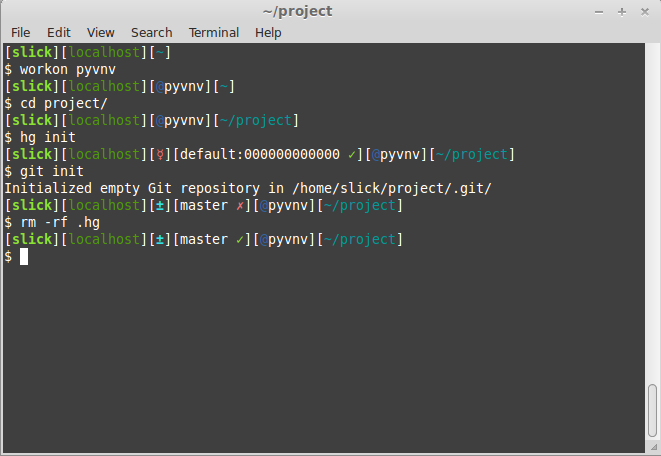 ~/project
File Edit View Search Terminal Help
[slick][localhost][~]
$ workon pyvnv
[slick][localhost][@pyvnv][~]
$ cd project/
[slick][localhost][@pyvnv][~/project]
$ hg init
[slick][localhost][☿][default:000000000000 ✓][@pyvnv][~/project]
$ git init
Initialized empty Git repository in /home/slick/project/.git/
[slick][localhost][±][master ✗][@pyvnv][~/project]
$ rm -rf .hg
[slick][localhost][±][master ✓][@pyvnv][~/project]
$